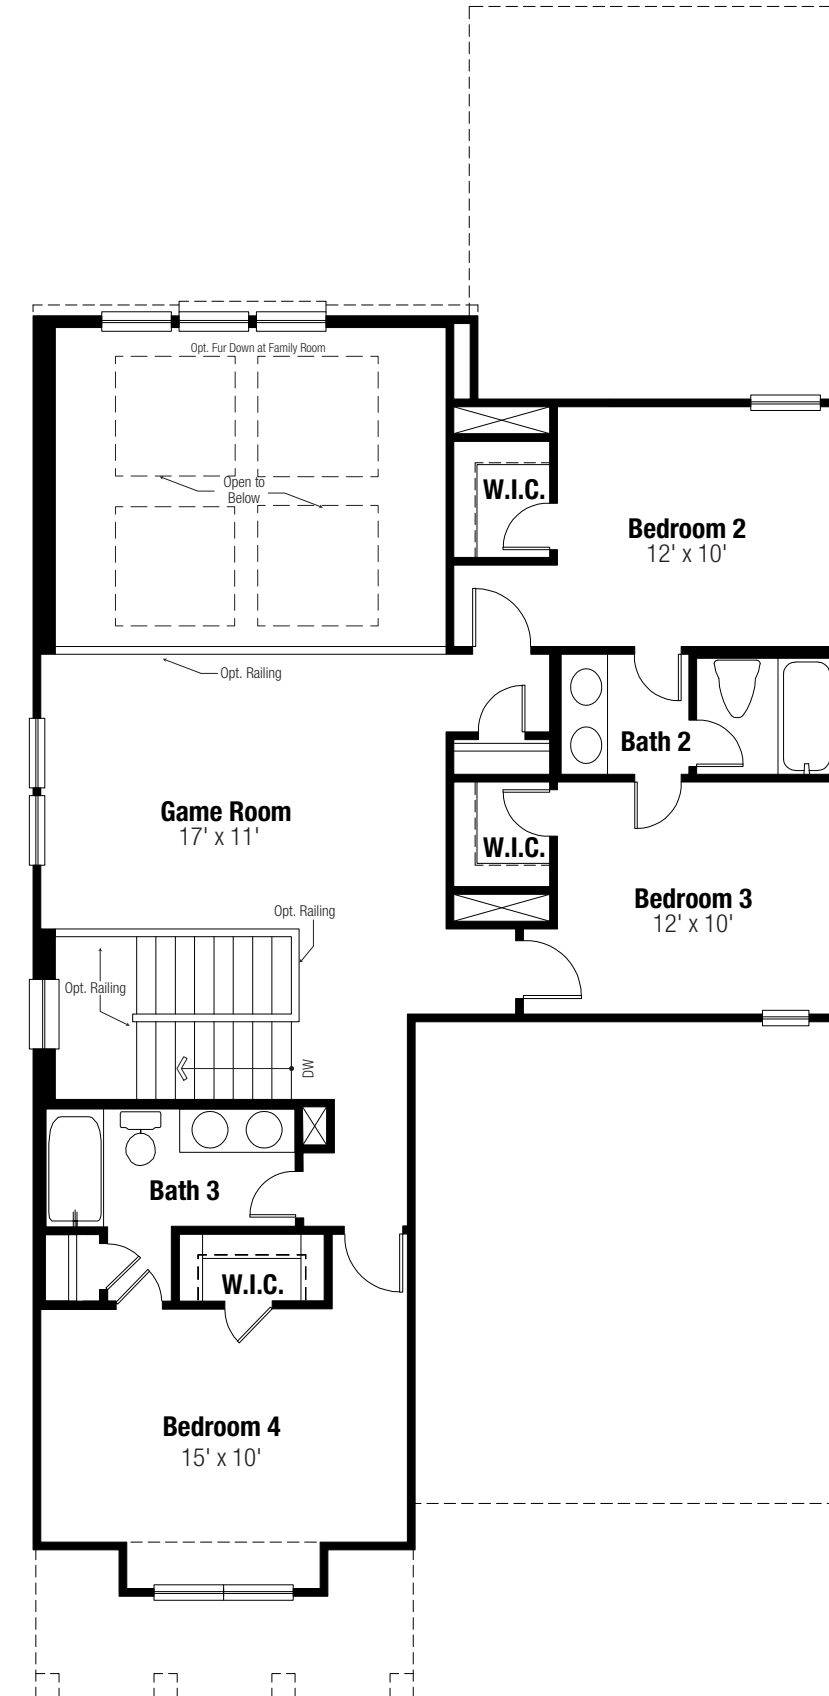 Opt. Fur Down at Family Room
Open to
Below
W.I.C.
Bedroom 2
12' x 10'
Opt. Railing
Bath 2
Game Room
17' x 11'
W.I.C.
Bedroom 3
12' x 10'
Opt. Railing
Opt. Railing
DW
Bath 3
W.I.C.
Bedroom 4
15' x 10'